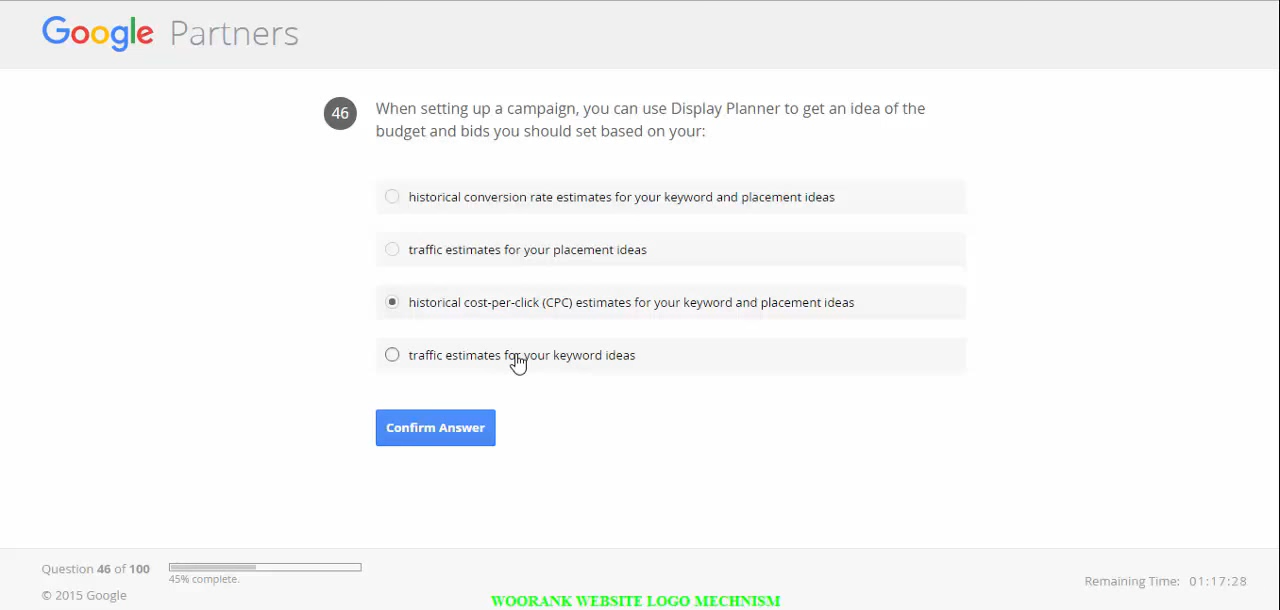 Google Partners
46
When setting up a campaign, you can use Display Planner to get an idea of the
budget and bids you should set based on your:
historical conversion rate estimates for your keyword and placement ideas
traffic estimates for your placement ideas
historical cost-per-click (CPC) estimates for your keyword and placement ideas
traffic estimates for your keyword ideas
Confirm Answer
Question 46 of 100
45% complete.
© 2015 Google
Remaining Time: 01:17:28
WOORANK WEBSITE LOGO MECHNISM